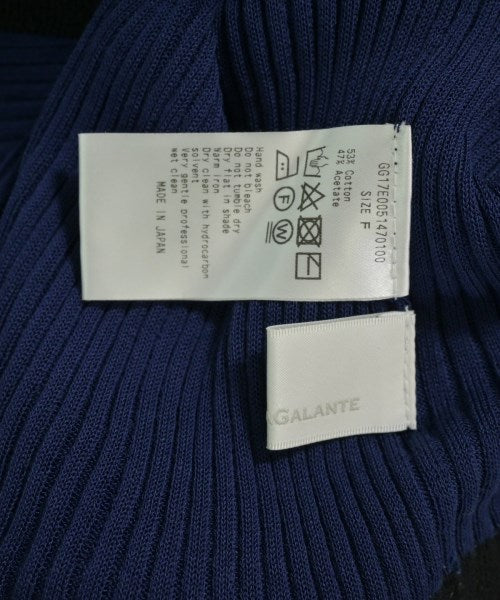 GG17E0051470100
SIZE F
53% Cotton
47% Acetate
F W
Hand wash
Do not bleach
Do not tumble dry
Dry flat in shade
Warm iron
Dry clean with hydrocarbon
solvent
Very gentle professional
wet clean
MADE IN JAPAN
GALANTE